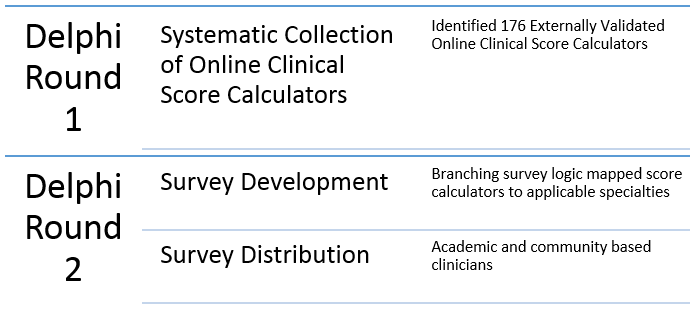 Delphi
Round
1
Systematic Collection
of Online Clinical
Score Calculators
Identified 176 Externally Validated
Online Clinical Score Calculators
Delphi
Round
2
Survey Development
Branching survey logic mapped score
calculators to applicable specialties
Survey Distribution
Academic and community based
clinicians